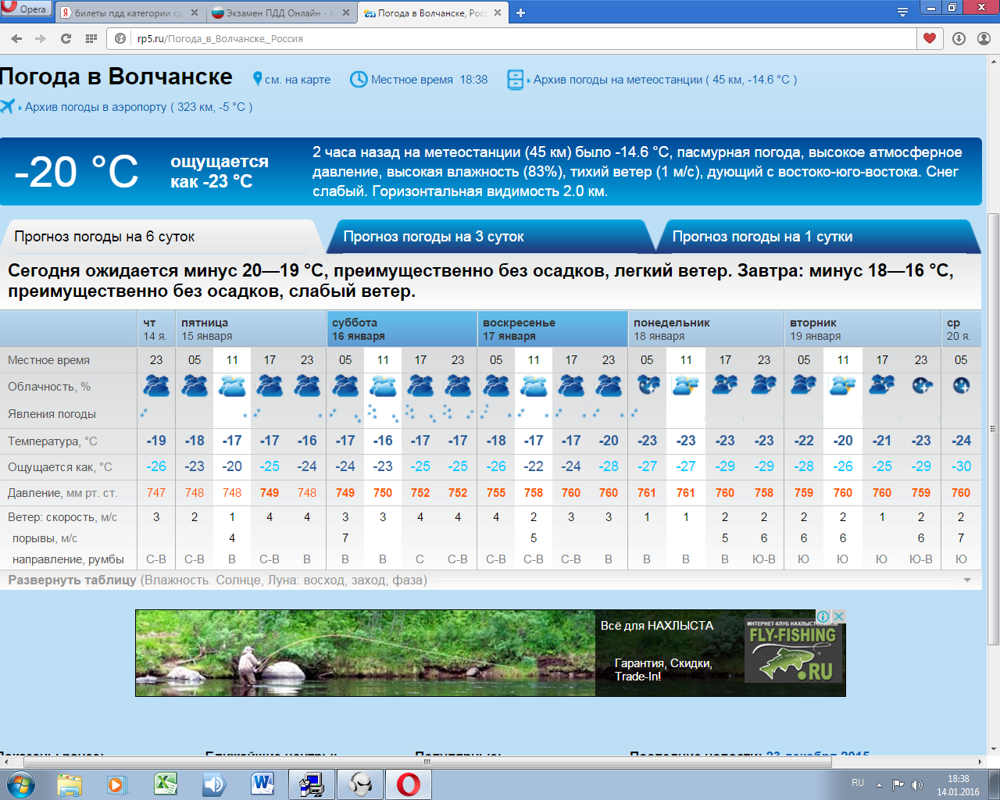 Opera
билеты пдд категории сд
Экзамен ПДД Онлайн - К
Погода в Волчанске, Росс
rp5.ru/Погода_в_Волчанске,_Россия
Погода в Волчанске
см. на карте
Местное время 18:38
Архив погоды на метеостанции ( 45 км, -14.6 °C )
Архив погоды в аэропорту ( 323 км, -5 °C )
-20 °C
ощущается
как -23 °C
2 часа назад на метеостанции (45 км) было -14.6 °C, пасмурная погода, высокое атмосферное
давление, высокая влажность (83%), тихий ветер (1 м/с), дующий с востоко-юго-востока. Снег
слабый. Горизонтальная видимость 2.0 км.
Прогноз погоды на 6 суток
Прогноз погоды на 3 суток
Прогноз погоды на 1 сутки
Сегодня ожидается минус 20—19 °C, преимущественно без осадков, легкий ветер. Завтра: минус 18—16 °C,
преимущественно без осадков, слабый ветер.
чт пятница суббота воскресенье понедельник вторник ср
14 я. 15 января 16 января 17 января 18 января 19 января 20 я.
Местное время 23 05 11 17 23 05 11 17 23 05 11 17 23 05 11 17 23 05 11 17 23 05
Облачность, %
Явления погоды
Температура, °C -19 -18 -17 -17 -16 -17 -16 -17 -17 -18 -17 -17 -20 -23 -23 -23 -23 -22 -20 -21 -23 -24
Ощущается как, °C -26 -23 -20 -25 -24 -24 -23 -25 -25 -26 -22 -24 -28 -27 -27 -29 -29 -28 -26 -25 -29 -30
Давление, мм рт. ст. 747 748 748 749 748 749 750 752 752 755 758 760 760 761 761 760 758 759 760 760 759 760
Ветер: скорость, м/с 3 2 1 4 4 3 3 4 4 4 2 3 3 1 1 2 2 2 2 1 2 2
порывы, м/с 4 7 5 5 6 6 6 6 7
направление, румбы С-В С-В В С-В В В В С С-В С-В С-В С-В В В В В Ю-В Ю Ю Ю Ю-В Ю
Развернуть таблицу (Влажность. Солнце, Луна: восход, заход, фаза)
Всё для НАХЛЫСТА
Гарантия, Скидки,
Trade-In!
ИНТЕРНЕТ-КЛУБ НАХЛЫСТОВИКОВ
FLY-FISHING
.RU
Показаны ранее:
Ближайшие центры:
Популярные:
Последние новости: 23 декабря 2015
RU
18:38
14.01.2016